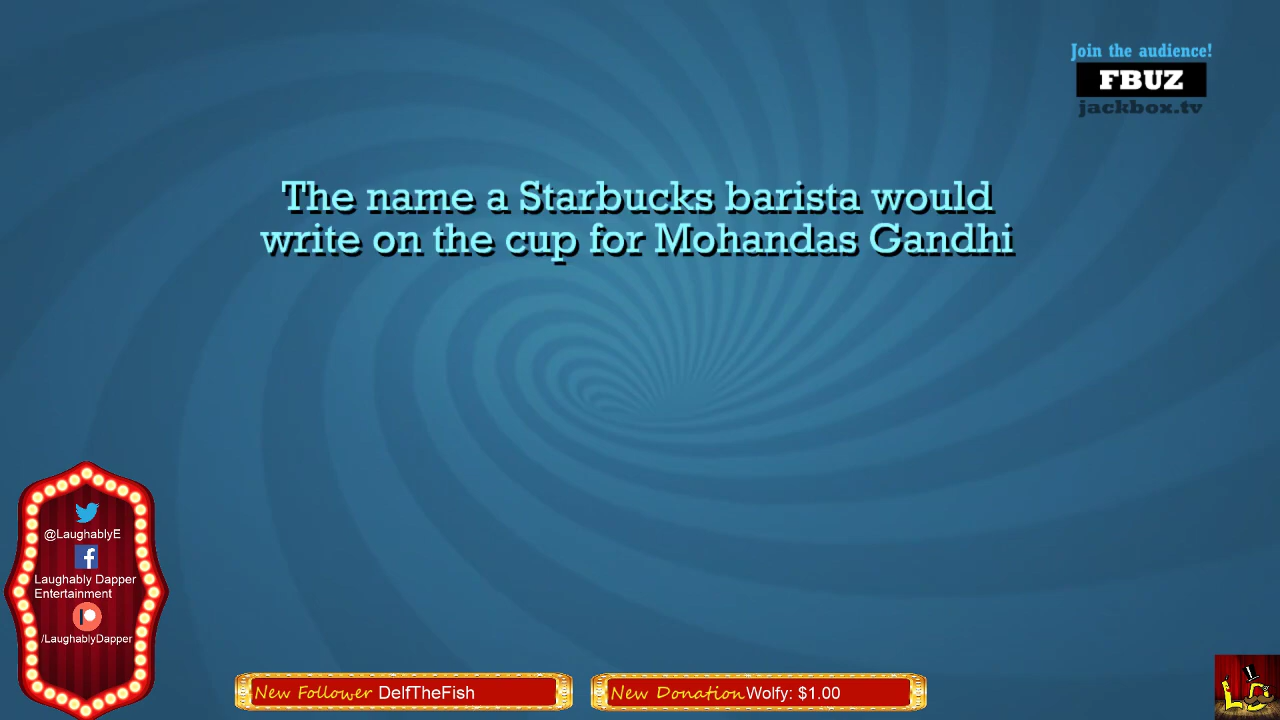 Join the audience!
FBUZ
jackbox.tv
The name a Starbucks barista would
write on the cup for Mohandas Gandhi
@LaughablyE
Laughably Dapper
Entertainment
/LaughablyDapper
New Follower DelfTheFish
New Donation Wolfy: $1.00
LD